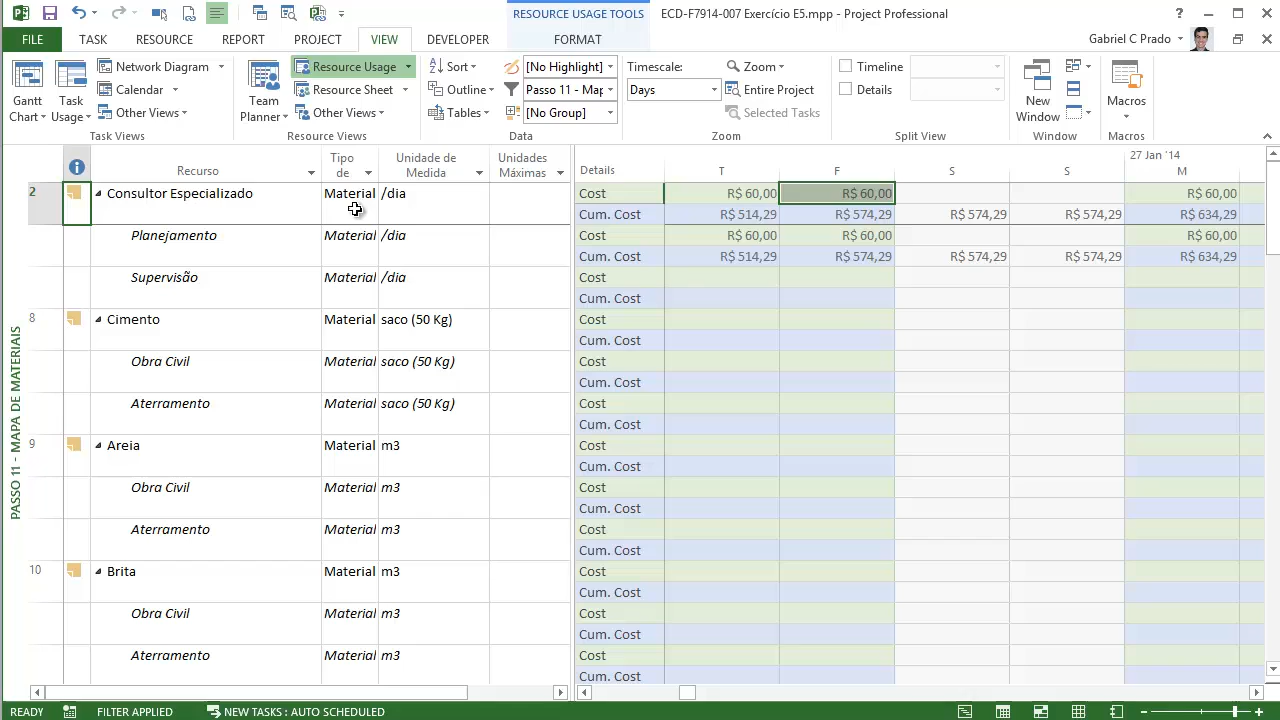 RESOURCE USAGE TOOLS
ECD-F7914-007 Exercício E5.mpp - Project Professional
FILE TASK RESOURCE REPORT PROJECT VIEW DEVELOPER FORMAT
Gabriel C Prado
Gantt Chart
Task Usage
Network Diagram
Calendar
Other Views
Task Views
Team Planner
Resource Usage
Resource Sheet
Other Views
Resource Views
Sort
Outline
Tables
[No Highlight]
Passo 11 - Map
[No Group]
Data
Timescale:
Days
Zoom
Entire Project
Selected Tasks
Zoom
Timeline
Details
Split View
New Window
Window
Macros
Macros
Recurso
Tipo de
Unidade de Medida
Unidades Máximas
27 Jan '14
Details T F S S M
2 Consultor Especializado Material /dia
Cost R$ 60,00 R$ 60,00 R$ 60,00
Cum. Cost R$ 514,29 R$ 574,29 R$ 574,29 R$ 574,29 R$ 634,29
Planejamento Material /dia
Cost R$ 60,00 R$ 60,00 R$ 60,00
Cum. Cost R$ 514,29 R$ 574,29 R$ 574,29 R$ 574,29 R$ 634,29
Supervisão Material /dia
Cost
Cum. Cost
8 Cimento Material saco (50 Kg)
Cost
Cum. Cost
Obra Civil Material saco (50 Kg)
Cost
Cum. Cost
Aterramento Material saco (50 Kg)
Cost
Cum. Cost
9 Areia Material m3
Cost
Cum. Cost
Obra Civil Material m3
Cost
Cum. Cost
Aterramento Material m3
Cost
Cum. Cost
10 Brita Material m3
Cost
Cum. Cost
Obra Civil Material m3
Cost
Cum. Cost
Aterramento Material m3
Cost
Cum. Cost
PASSO 11 - MAPA DE MATERIAIS
READY FILTER APPLIED NEW TASKS : AUTO SCHEDULED